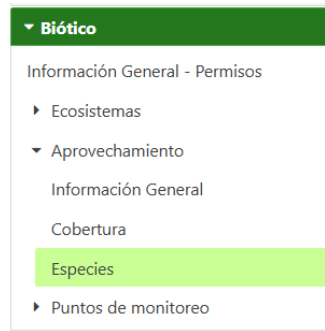 Biótico
Información General - Permisos
Ecosistemas
Aprovechamiento
Información General
Cobertura
Especies
Puntos de monitoreo